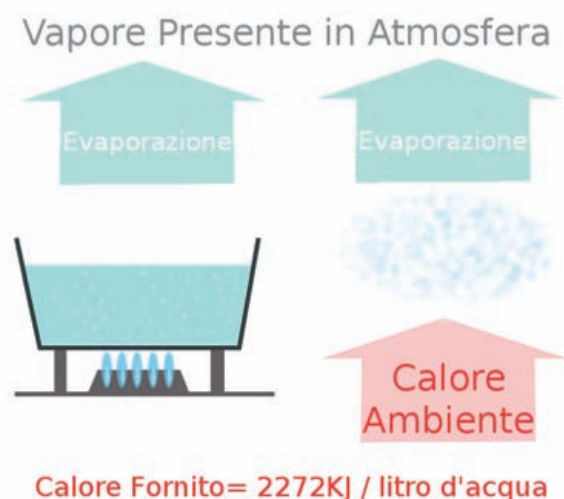 Vapore Presente in Atmosfera
Evaporazione
Evaporazione
Calore
Ambiente
Calore Fornito= 2272KJ / litro d'acqua